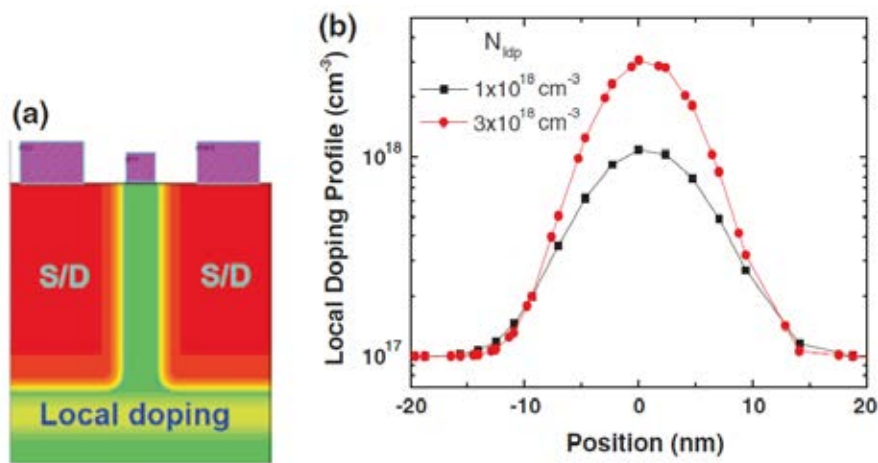 (a)
S/D
S/D
Local doping
(b)
N_ldp
1x10^18 cm^-3
3x10^18 cm^-3
Local Doping Profile (cm^-3)
10^18
10^17
-20
-10
0
10
20
Position (nm)